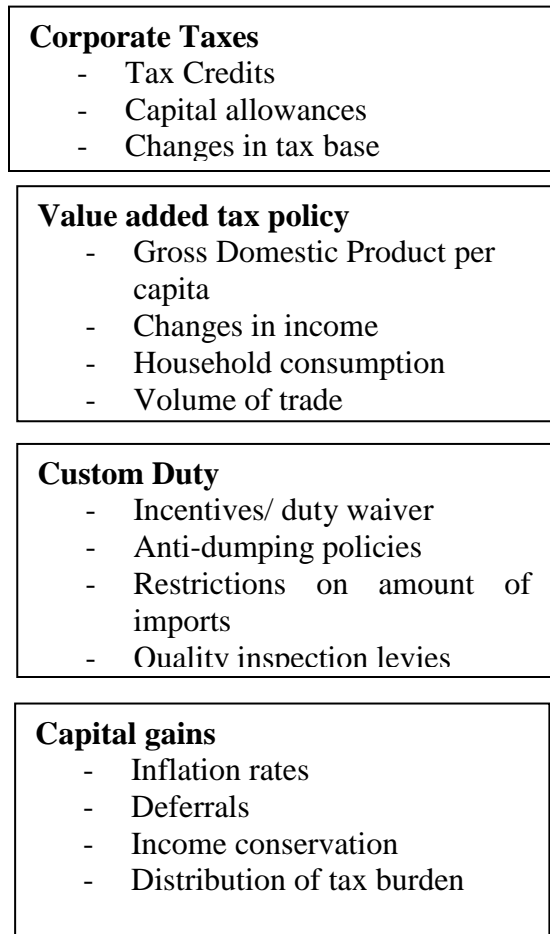 Corporate Taxes
- Tax Credits
- Capital allowances
- Changes in tax base
Value added tax policy
- Gross Domestic Product per
capita
- Changes in income
- Household consumption
- Volume of trade
Custom Duty
- Incentives/ duty waiver
- Anti-dumping policies
- Restrictions on amount of
imports
- Quality inspection levies
Capital gains
- Inflation rates
- Deferrals
- Income conservation
- Distribution of tax burden